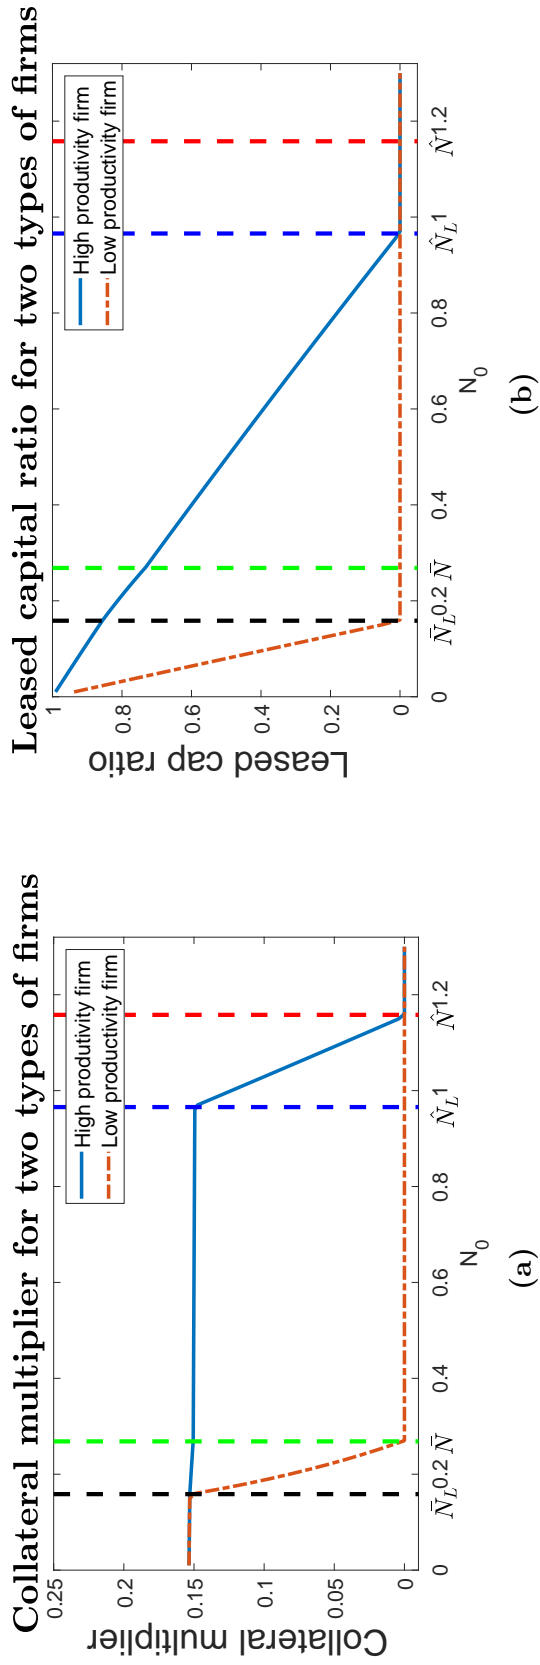 Collateral multiplier for two types of firms
High produtivity firm
Low productivity firm
Collateral multiplier
0.25
0.2
0.15
0.1
0.05
0
0 N̄_L 0.2 N̄ 0.4 0.6 0.8 N̂_L 1 N̂ 1.2
N_0
(a)
Leased capital ratio for two types of firms
High produtivity firm
Low productivity firm
Leased cap ratio
1
0.8
0.6
0.4
0.2
0
0 N̄_L 0.2 N̄ 0.4 0.6 0.8 N̂_L 1 N̂ 1.2
N_0
(b)